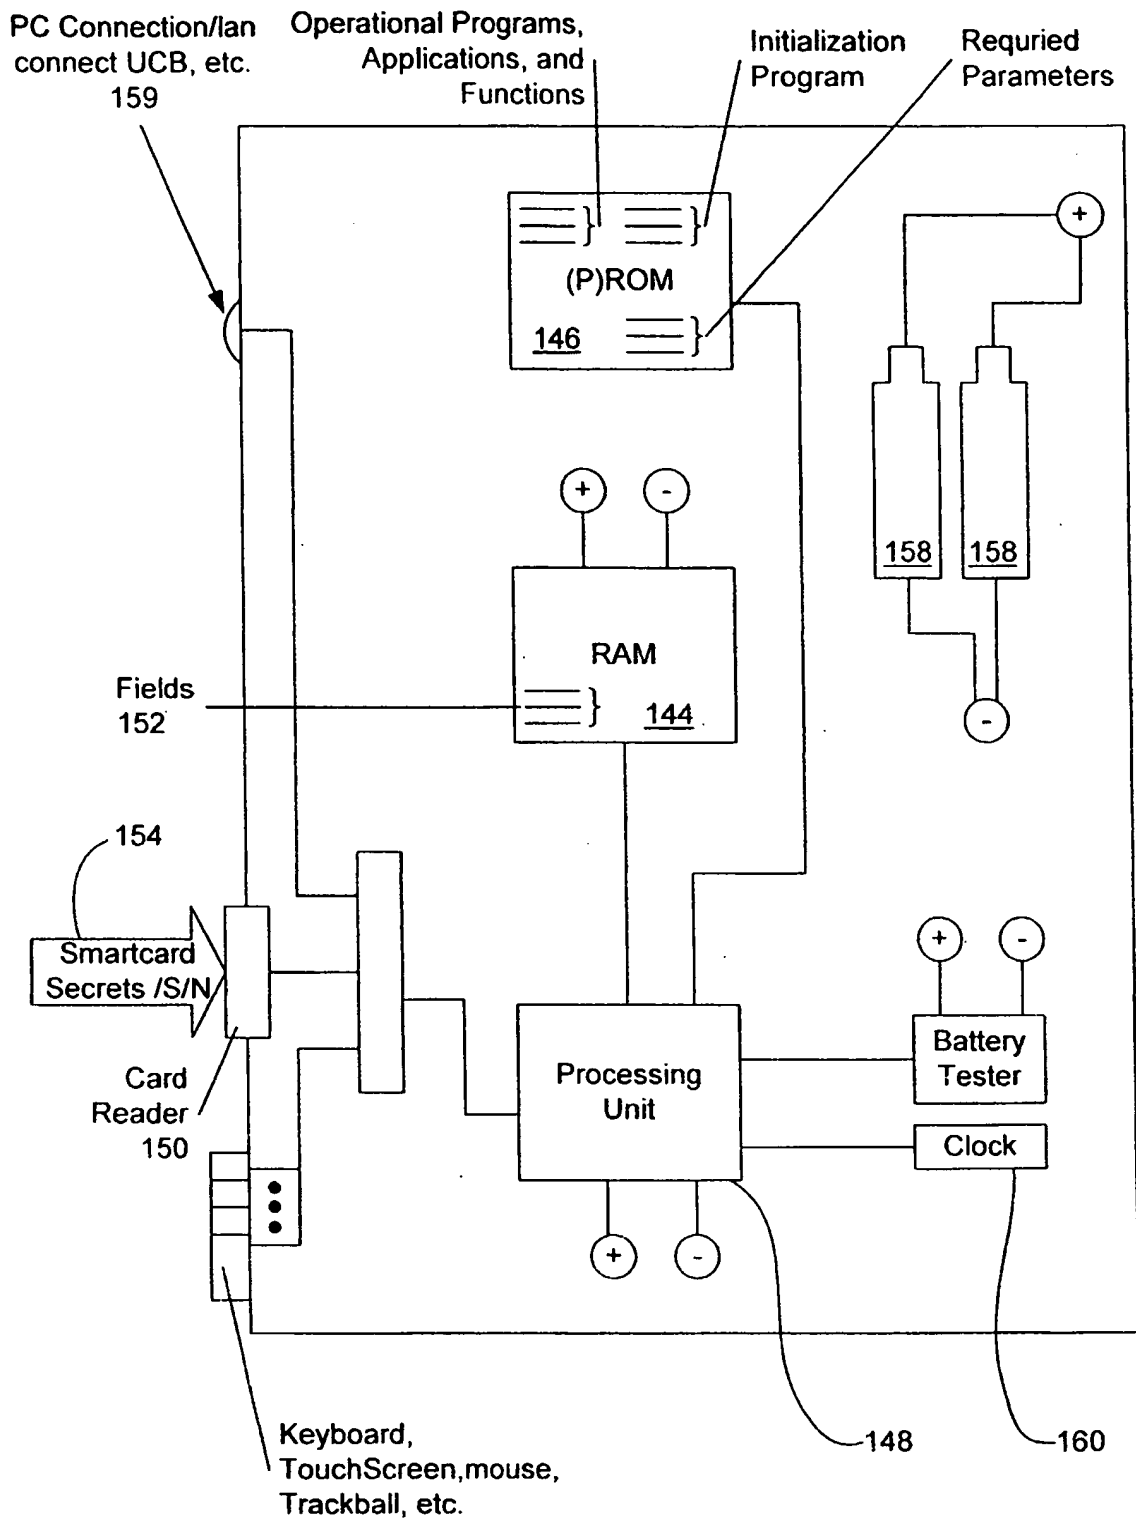 PC Connection/lan
connect UCB, etc.
159
Operational Programs,
Applications, and
Functions
Initialization
Program
Requried
Parameters
(P)ROM
146
+
158
158
-
+
-
RAM
144
Fields
152
154
Smartcard
Secrets /S/N
Card
Reader
150
Processing
Unit
+
-
+
-
Battery
Tester
Clock
148
160
Keyboard,
TouchScreen,mouse,
Trackball, etc.